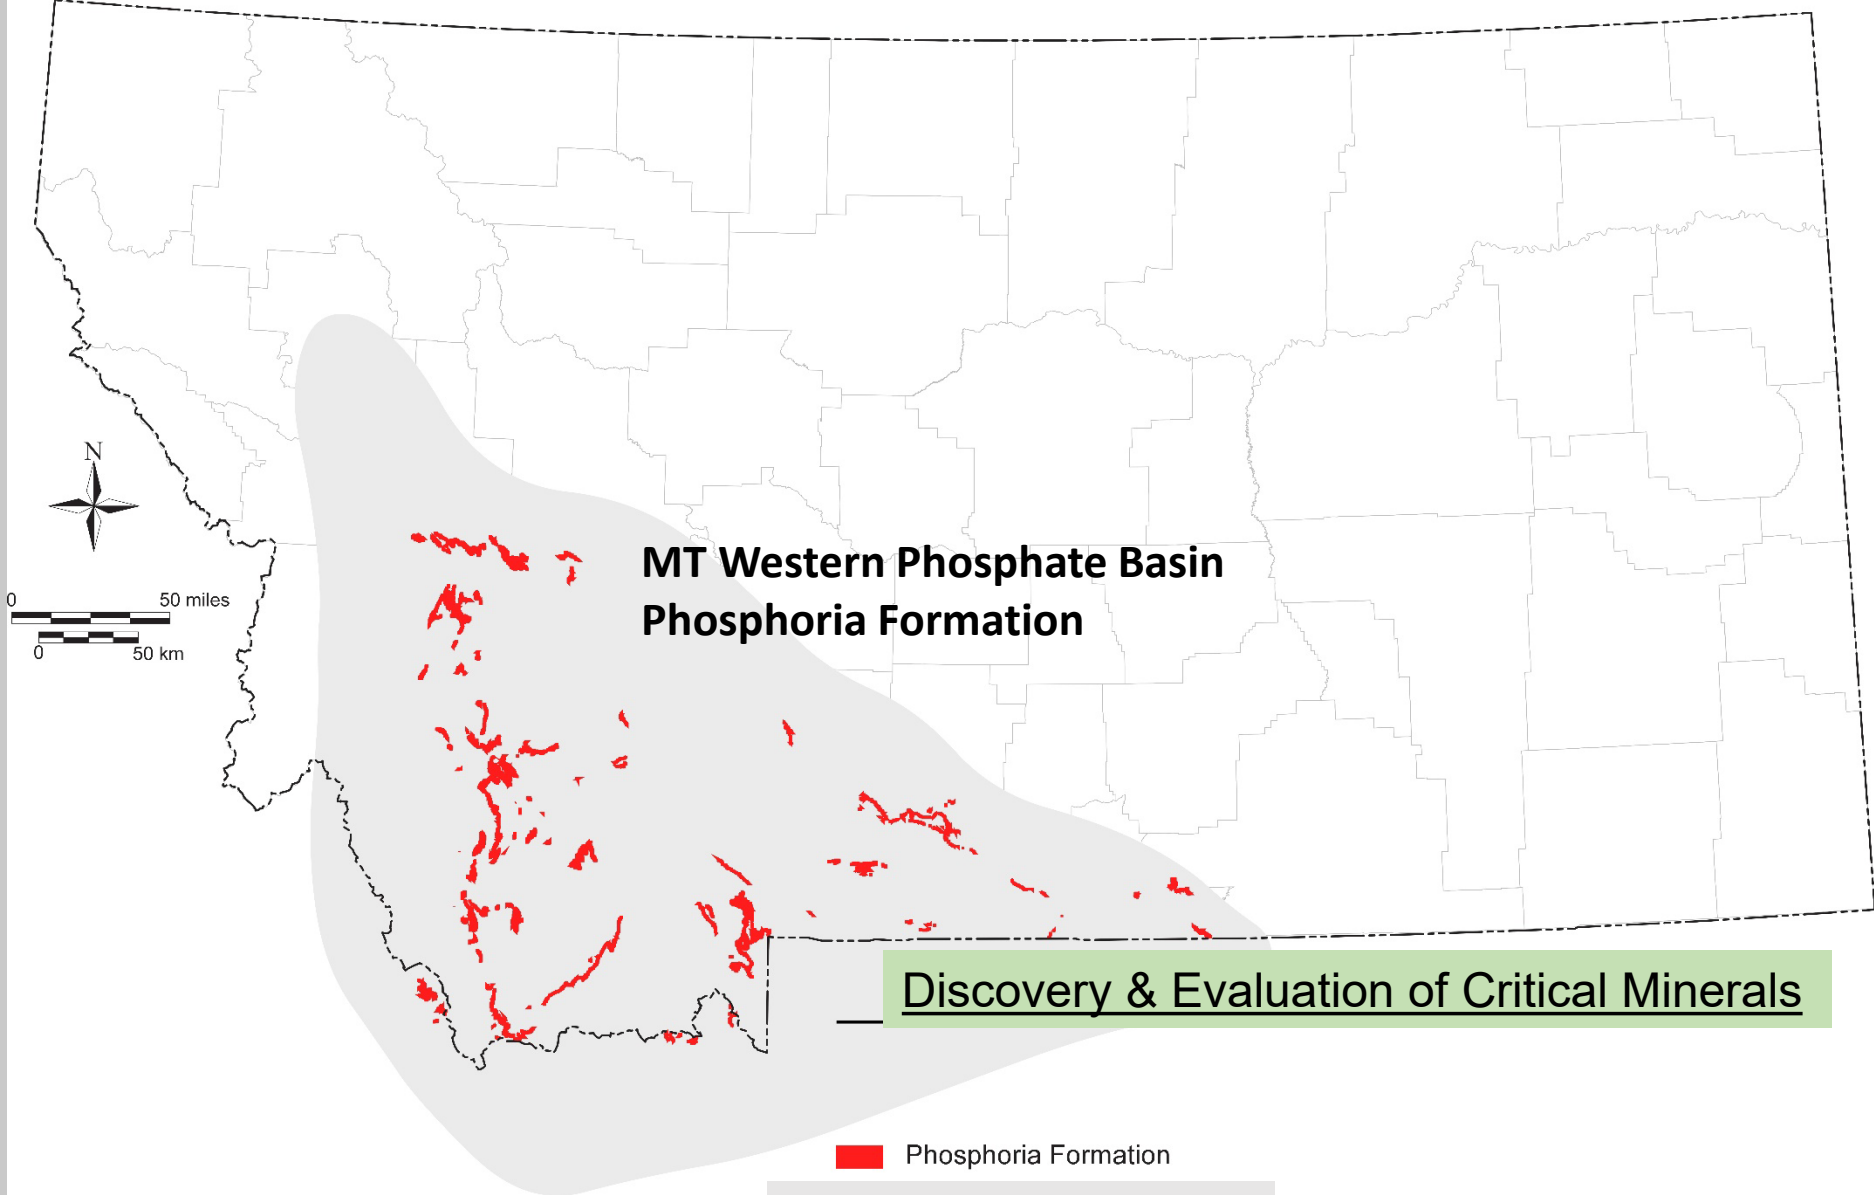 N
0 50 miles
0 50 km
MT Western Phosphate Basin
Phosphoria Formation
Discovery & Evaluation of Critical Minerals
Phosphoria Formation